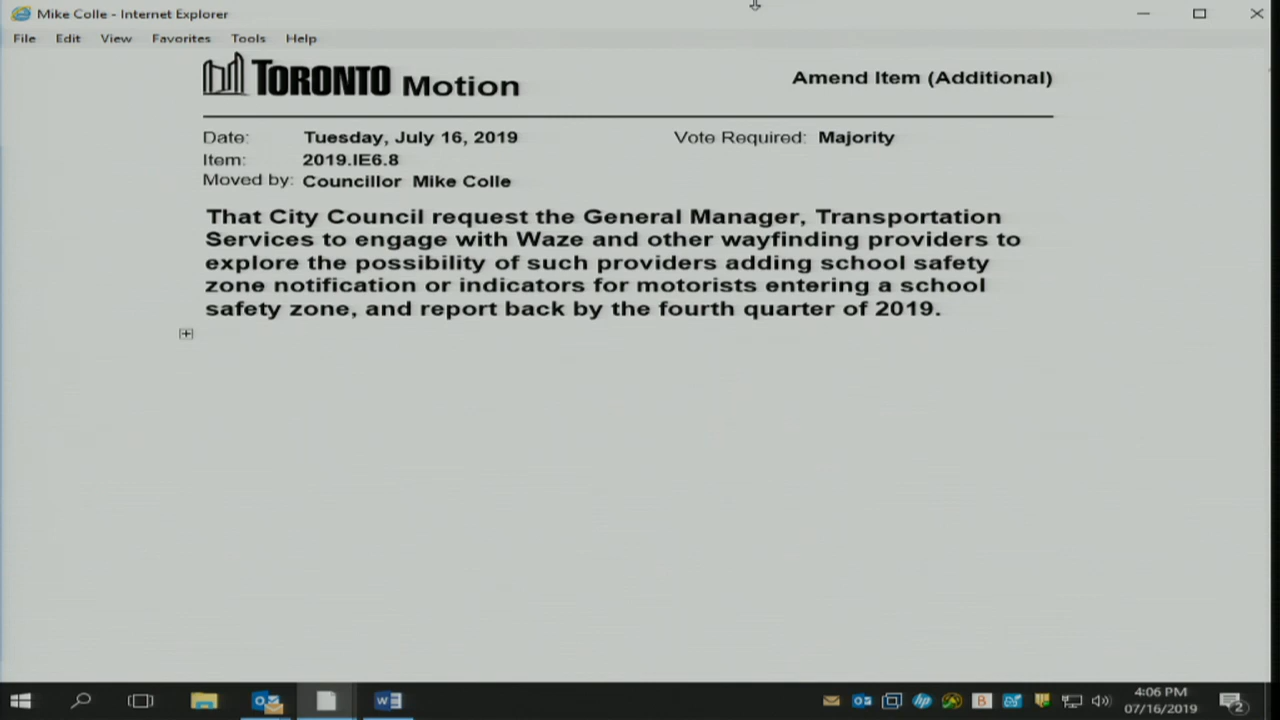 Mike Colle - Internet Explorer
File Edit View Favorites Tools Help
TORONTO Motion
Amend Item (Additional)
Date: Tuesday, July 16, 2019 Vote Required: Majority
Item: 2019.IE6.8
Moved by: Councillor Mike Colle
That City Council request the General Manager, Transportation
Services to engage with Waze and other wayfinding providers to
explore the possibility of such providers adding school safety
zone notification or indicators for motorists entering a school
safety zone, and report back by the fourth quarter of 2019.
4:06 PM
07/16/2019
2